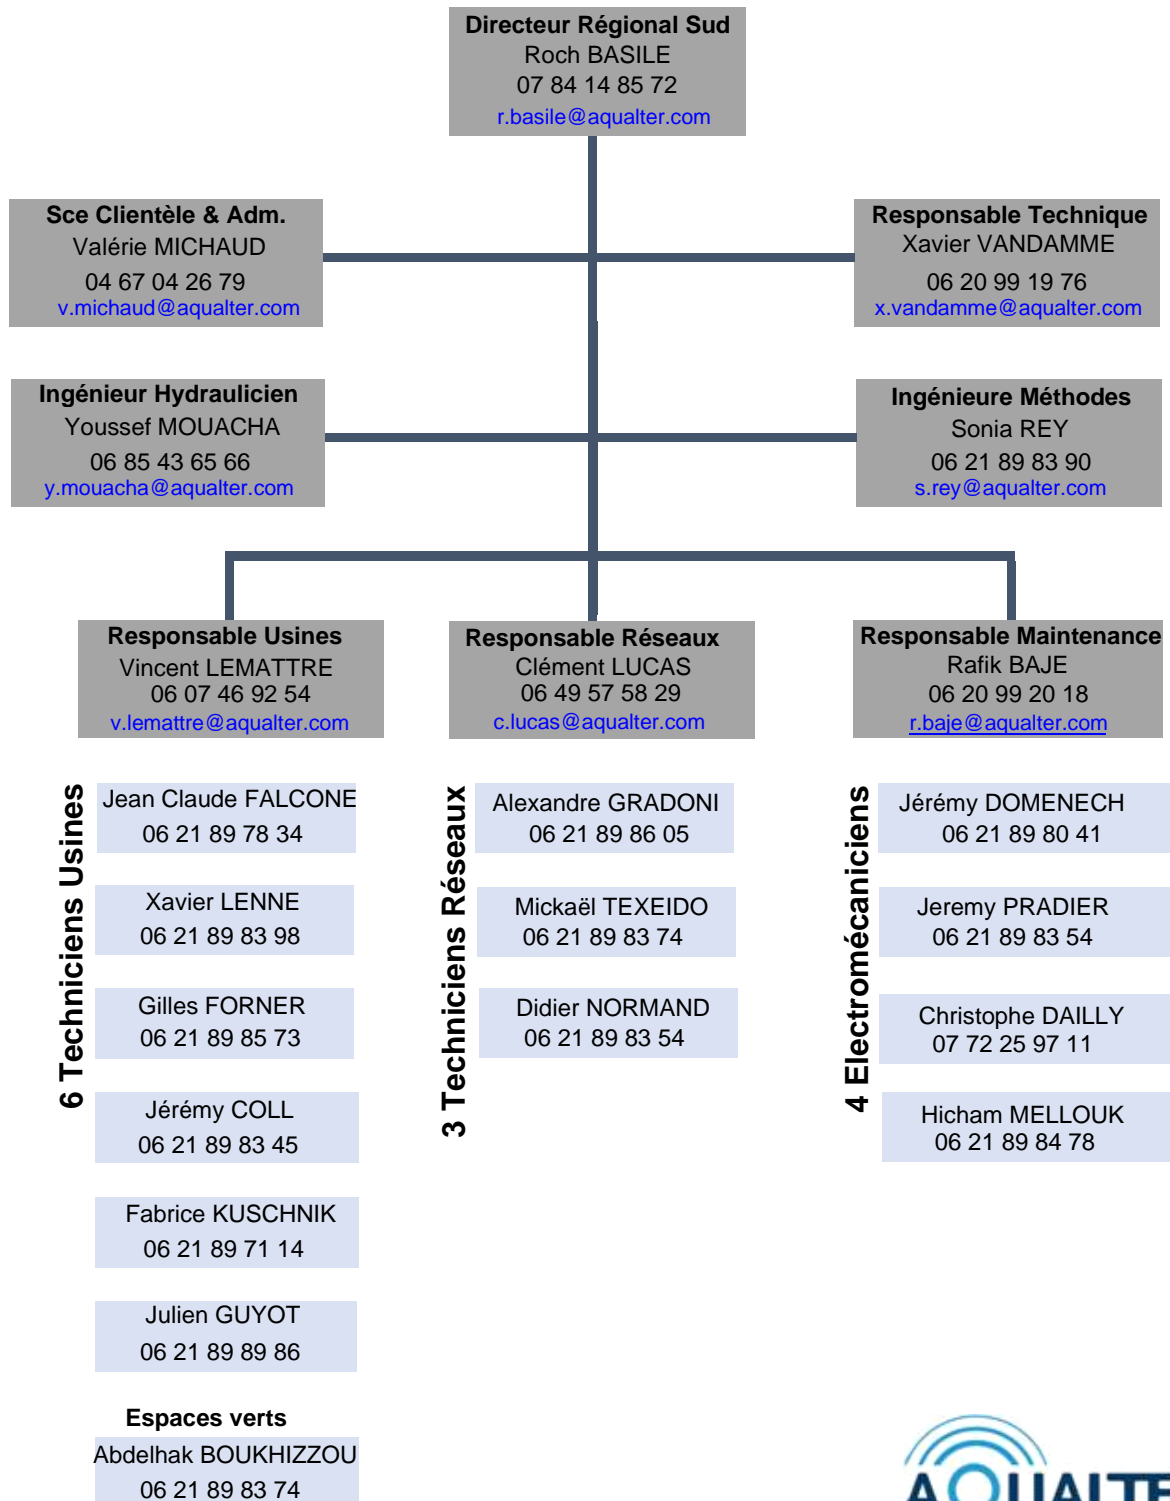 Directeur Régional Sud
Roch BASILE
07 84 14 85 72
r.basile@aqualter.com
Sce Clientèle & Adm.
Valérie MICHAUD
04 67 04 26 79
v.michaud@aqualter.com
Responsable Technique
Xavier VANDAMME
06 20 99 19 76
x.vandamme@aqualter.com
Ingénieur Hydraulicien
Youssef MOUACHA
06 85 43 65 66
y.mouacha@aqualter.com
Ingénieure Méthodes
Sonia REY
06 21 89 83 90
s.rey@aqualter.com
Responsable Usines
Vincent LEMATTRE
06 07 46 92 54
v.lemattre@aqualter.com
Responsable Réseaux
Clément LUCAS
06 49 57 58 29
c.lucas@aqualter.com
Responsable Maintenance
Rafik BAJE
06 20 99 20 18
r.baje@aqualter.com
6 Techniciens Usines
Jean Claude FALCONE
06 21 89 78 34
Xavier LENNE
06 21 89 83 98
Gilles FORNER
06 21 89 85 73
Jérémy COLL
06 21 89 83 45
Fabrice KUSCHNIK
06 21 89 71 14
Julien GUYOT
06 21 89 89 86
Espaces verts
Abdelhak BOUKHIZZOU
06 21 89 83 74
3 Techniciens Réseaux
Alexandre GRADONI
06 21 89 86 05
Mickaël TEXEIDO
06 21 89 83 74
Didier NORMAND
06 21 89 83 54
4 Electromécaniciens
Jérémy DOMENECH
06 21 89 80 41
Jeremy PRADIER
06 21 89 83 54
Christophe DAILLY
07 72 25 97 11
Hicham MELLOUK
06 21 89 84 78
AQUALTE